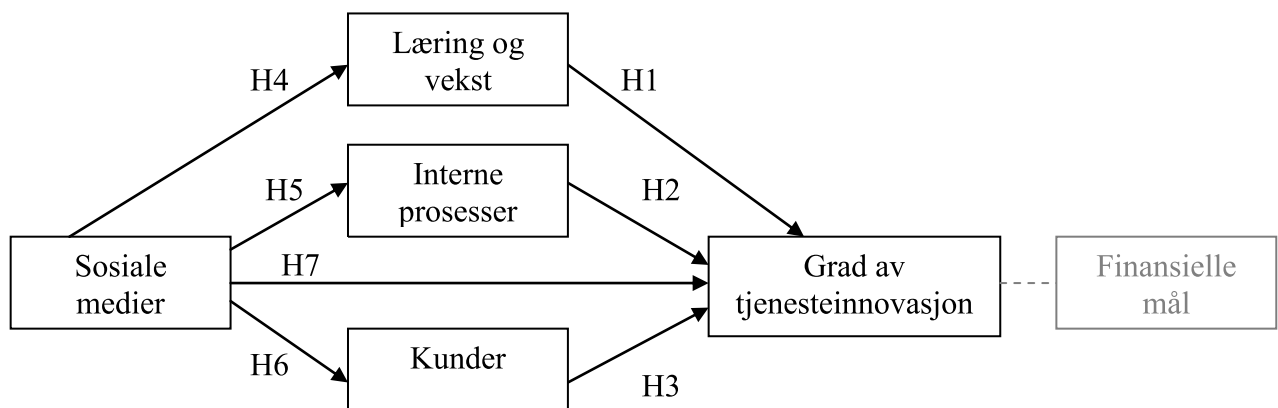 Læring og
vekst
H4
H1
Interne
prosesser
H5
H2
Sosiale
medier
H7
Grad av
tjenesteinnovasjon
Finansielle
mål
Kunder
H6
H3